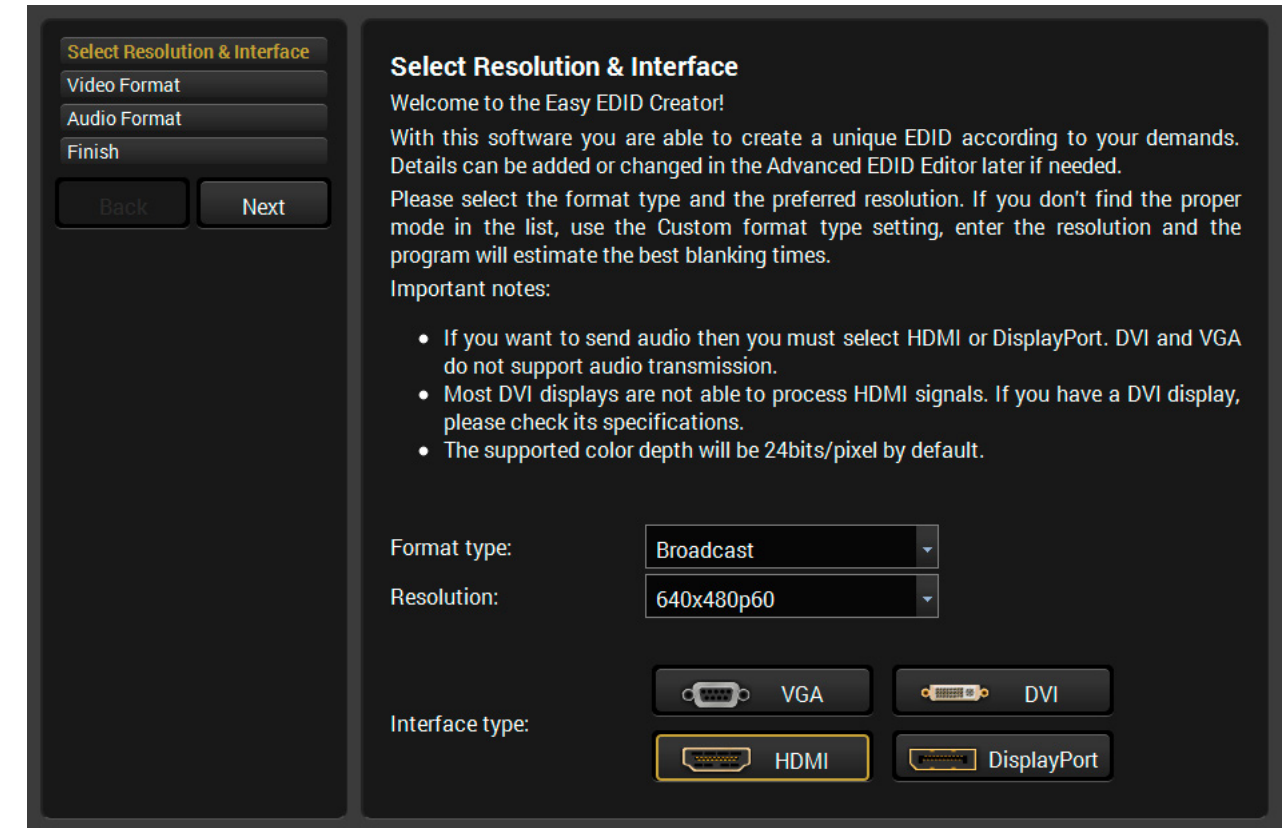 Select Resolution & Interface
Video Format
Audio Format
Finish
Back
Next
Select Resolution & Interface
Welcome to the Easy EDID Creator!
With this software you are able to create a unique EDID according to your demands.
Details can be added or changed in the Advanced EDID Editor later if needed.
Please select the format type and the preferred resolution. If you don't find the proper
mode in the list, use the Custom format type setting, enter the resolution and the
program will estimate the best blanking times.
Important notes:
● If you want to send audio then you must select HDMI or DisplayPort. DVI and VGA
do not support audio transmission.
● Most DVI displays are not able to process HDMI signals. If you have a DVI display,
please check its specifications.
● The supported color depth will be 24bits/pixel by default.
Format type:
Broadcast
Resolution:
640x480p60
Interface type:
VGA
DVI
HDMI
DisplayPort